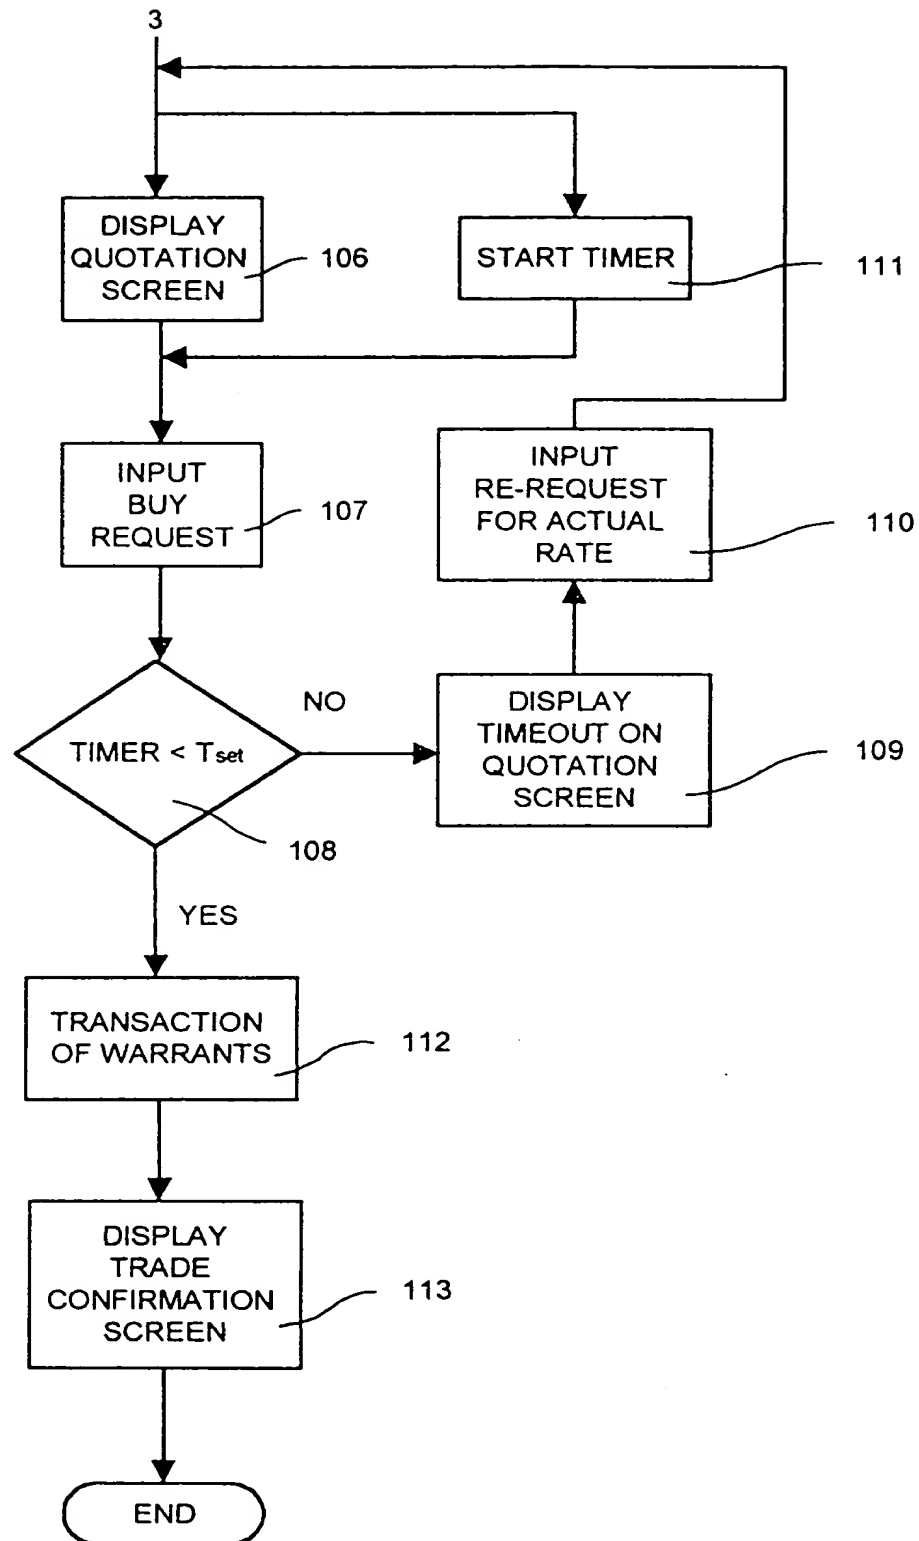 3
DISPLAY
QUOTATION
SCREEN
106
START TIMER
111
INPUT
BUY
REQUEST
107
INPUT
RE-REQUEST
FOR ACTUAL
RATE
110
TIMER < Tset
108
NO
DISPLAY
TIMEOUT ON
QUOTATION
SCREEN
109
YES
TRANSACTION
OF WARRANTS
112
DISPLAY
TRADE
CONFIRMATION
SCREEN
113
END